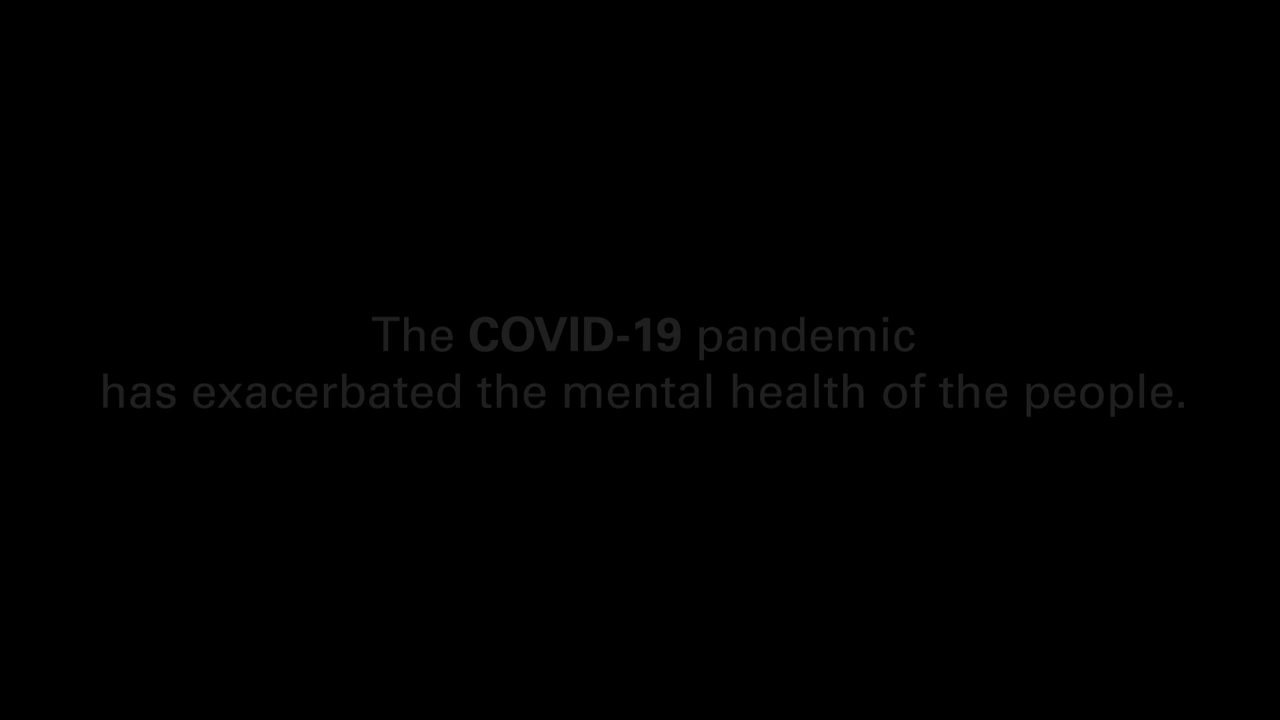 The COVID-19 pandemic
has exacerbated the mental health of the people.